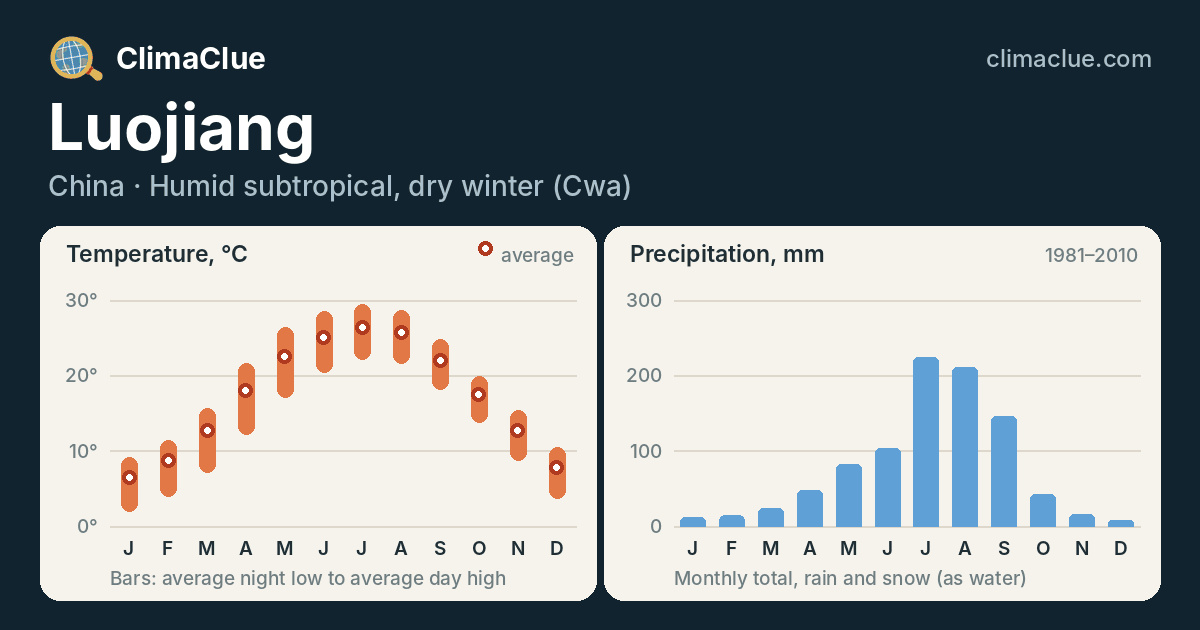 ClimaClue
climaclue.com
Luojiang
China · Humid subtropical, dry winter (Cwa)
Temperature, °C
average
30°
20°
10°
0°
J F M A M J J A S O N D
Bars: average night low to average day high
Precipitation, mm
1981–2010
300
200
100
0
J F M A M J J A S O N D
Monthly total, rain and snow (as water)